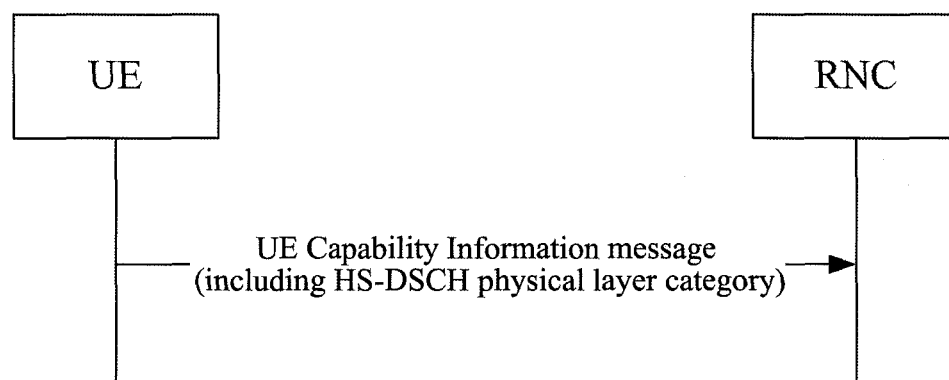 UE
RNC
UE Capability Information message
(including HS-DSCH physical layer category)